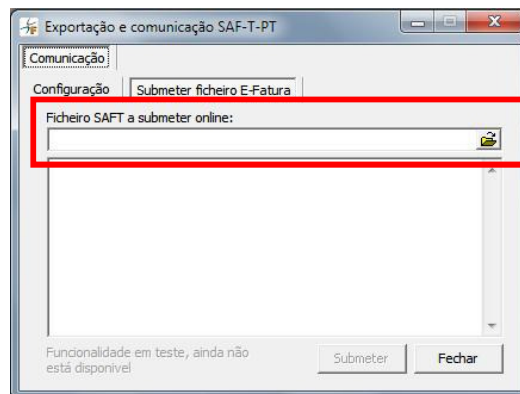 Exportação e comunicação SAF-T-PT
Comunicação
Configuração
Submeter ficheiro E-Fatura
Ficheiro SAFT a submeter online:
Funcionalidade em teste, ainda não
está disponivel
Submeter
Fechar